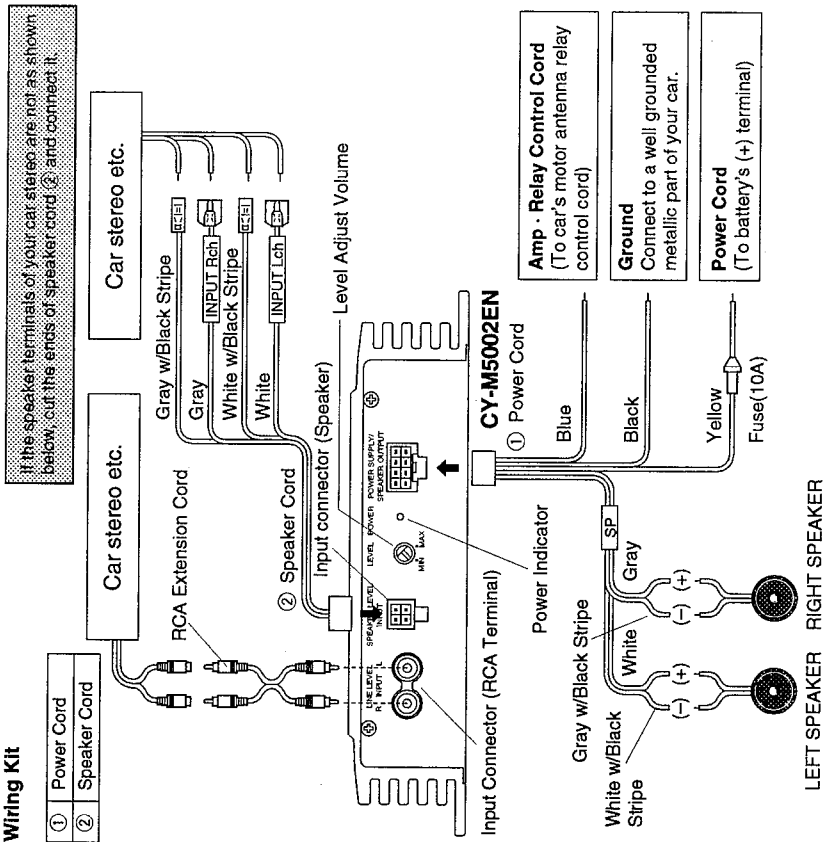 Wiring Kit
① Power Cord
② Speaker Cord
If the speaker terminals of your car stereo are not as shown
below, cut the ends of speaker cord ② and connect it.
Car stereo etc.
Car stereo etc.
RCA Extension Cord
Gray w/Black Stripe
Gray
INPUT Rch
White w/Black Stripe
White
INPUT Lch
② Speaker Cord
Input connector (Speaker)
Level Adjust Volume
LINE LEVEL
R INPUT L
SPEAKER LEVEL
INPUT
LEVEL
MIN MAX
POWER
POWER SUPPLY/
SPEAKER OUTPUT
CY-M5002EN
Input Connector (RCA Terminal)
Power Indicator
① Power Cord
Blue
Amp · Relay Control Cord
(To car's motor antenna relay
control cord)
Black
Ground
Connect to a well grounded
metallic part of your car.
Yellow
Fuse(10A)
Power Cord
(To battery's (+) terminal)
SP
Gray
Gray w/Black Stripe
White
White w/Black
Stripe
(−) (+) (−) (+)
LEFT SPEAKER RIGHT SPEAKER